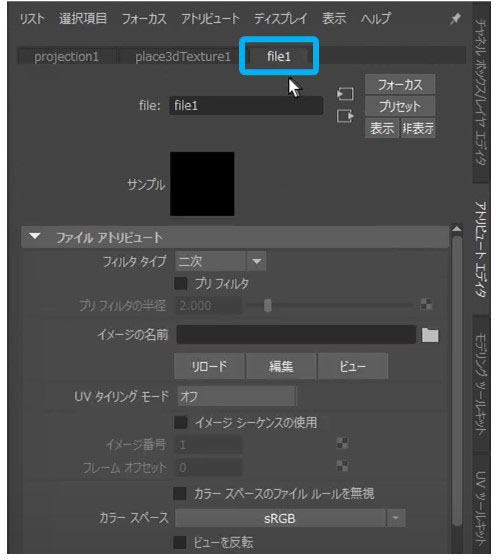 リスト 選択項目 フォーカス アトリビュート ディスプレイ 表示 ヘルプ
projection1 place3dTexture1 file1
file: file1
フォーカス
プリセット
表示 非表示
サンプル
ファイル アトリビュート
フィルタ タイプ 二次
プリ フィルタ
プリ フィルタの半径 2.000
イメージの名前
リロード 編集 ビュー
UV タイリング モード オフ
イメージ シーケンスの使用
イメージ番号 1
フレーム オフセット 0
カラー スペースのファイル ルールを無視
カラー スペース sRGB
ビューを反転
チャネル ボックス/レイヤ エディタ
アトリビュート エディタ
モデリング ツールキット
UV ツールキット